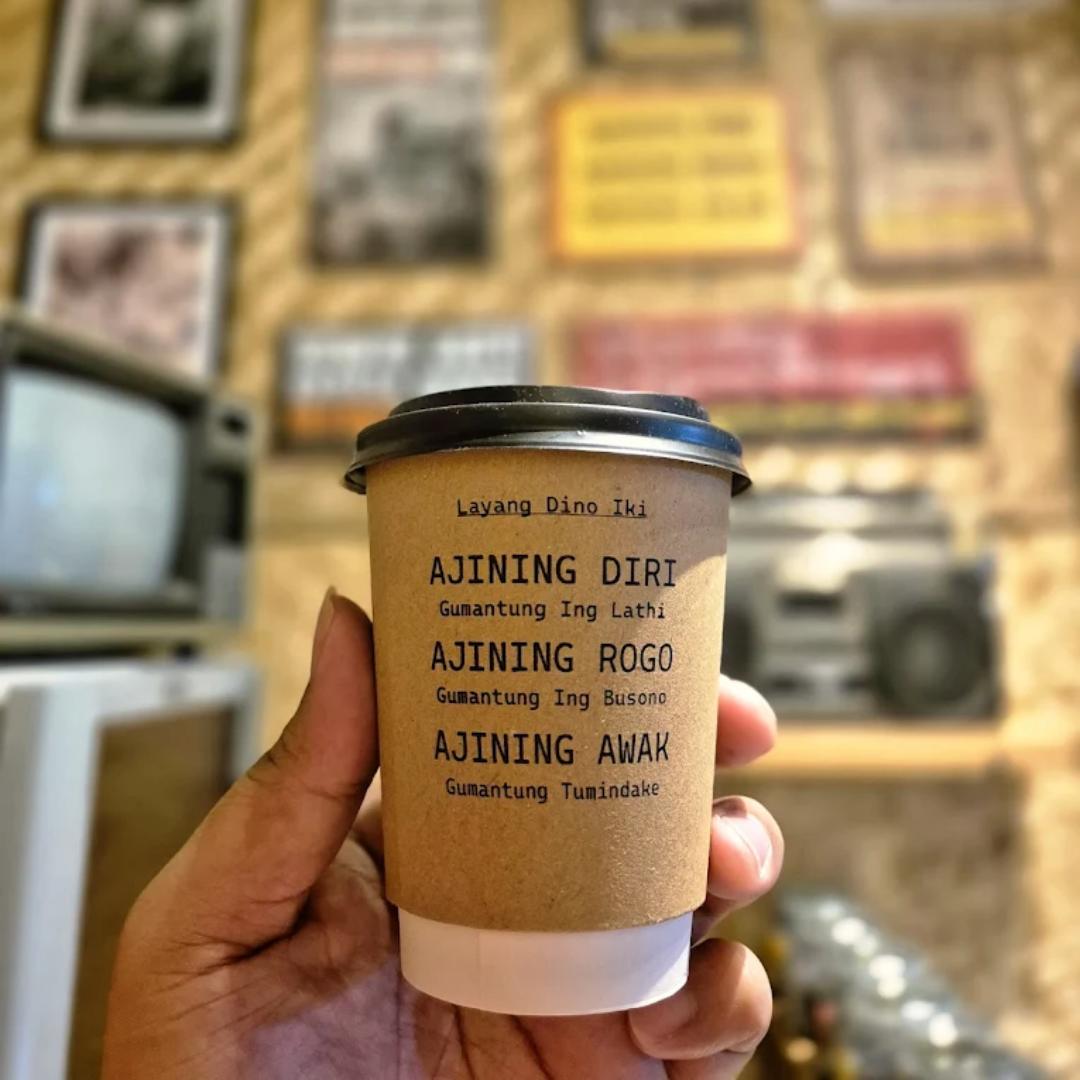 Layang Dino Iki
AJINING DIRI
Gumantung Ing Lathi
AJINING ROGO
Gumantung Ing Busono
AJINING AWAK
Gumantung Tumindake